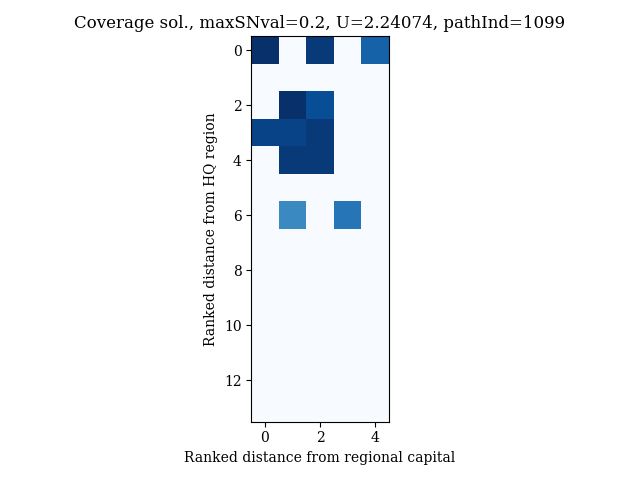 Coverage sol., maxSNval=0.2, U=2.24074, pathInd=1099
0
2
4
6
8
10
12
Ranked distance from HQ region
0 2 4
Ranked distance from regional capital